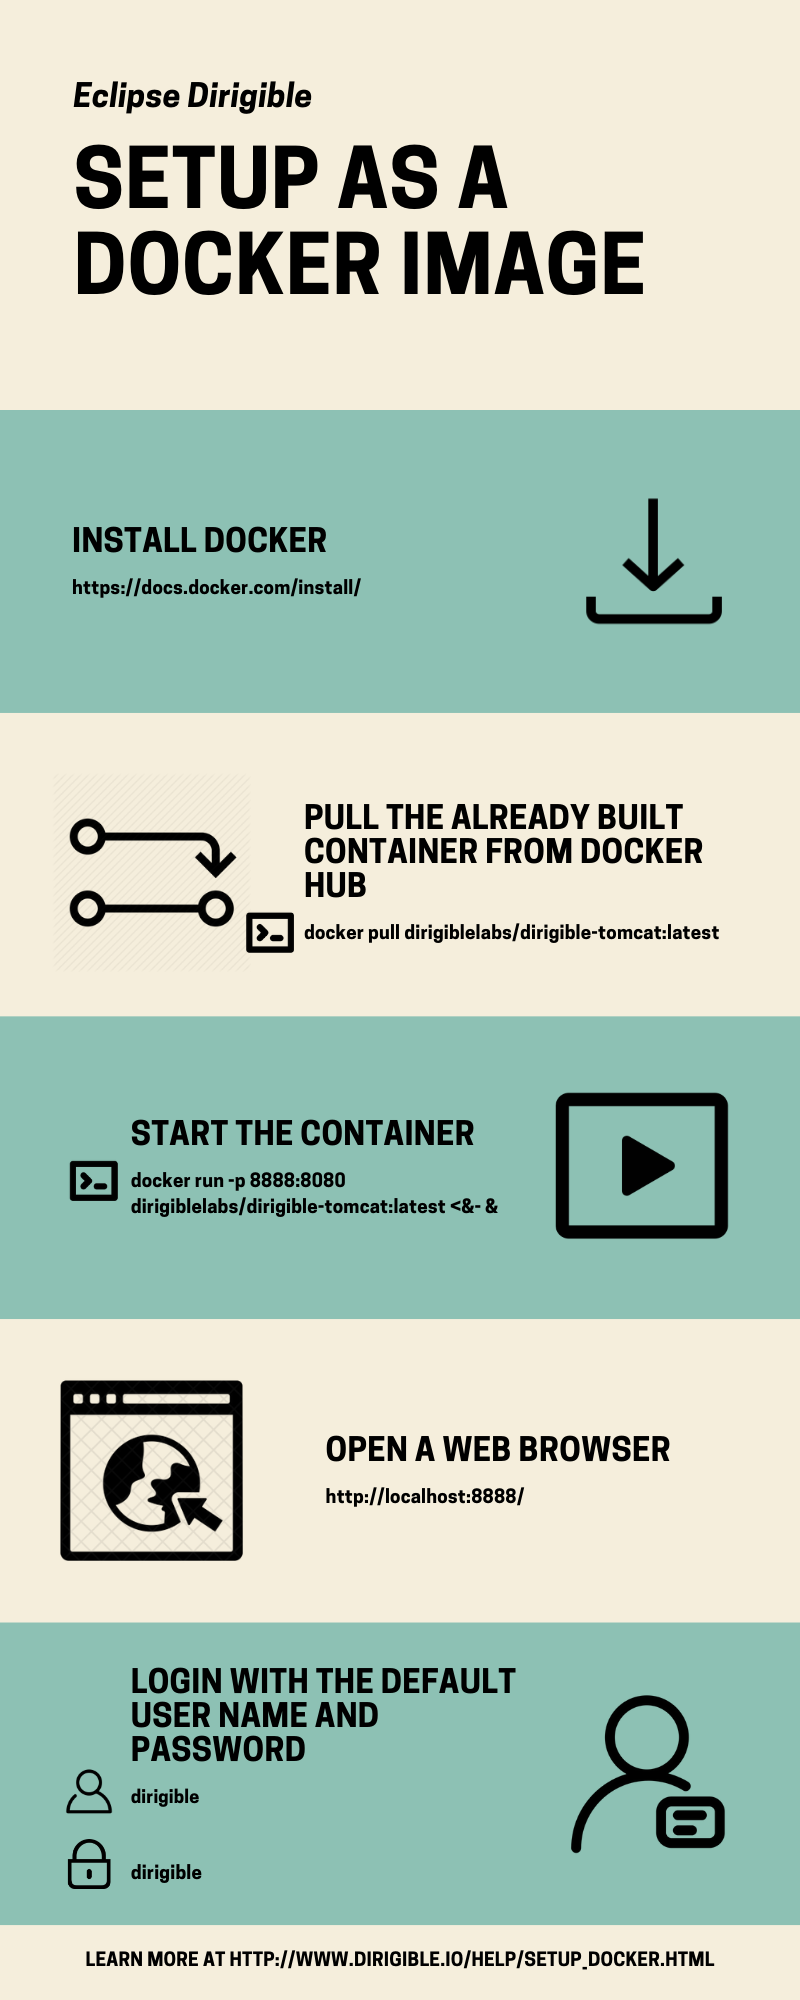 Eclipse Dirigible
SETUP AS A
DOCKER IMAGE
INSTALL DOCKER
https://docs.docker.com/install/
PULL THE ALREADY BUILT
CONTAINER FROM DOCKER
HUB
docker pull dirigiblelabs/dirigible-tomcat:latest
START THE CONTAINER
docker run -p 8888:8080
dirigiblelabs/dirigible-tomcat:latest <&- &
OPEN A WEB BROWSER
http://localhost:8888/
LOGIN WITH THE DEFAULT
USER NAME AND
PASSWORD
dirigible
dirigible
LEARN MORE AT HTTP://WWW.DIRIGIBLE.IO/HELP/SETUP_DOCKER.HTML